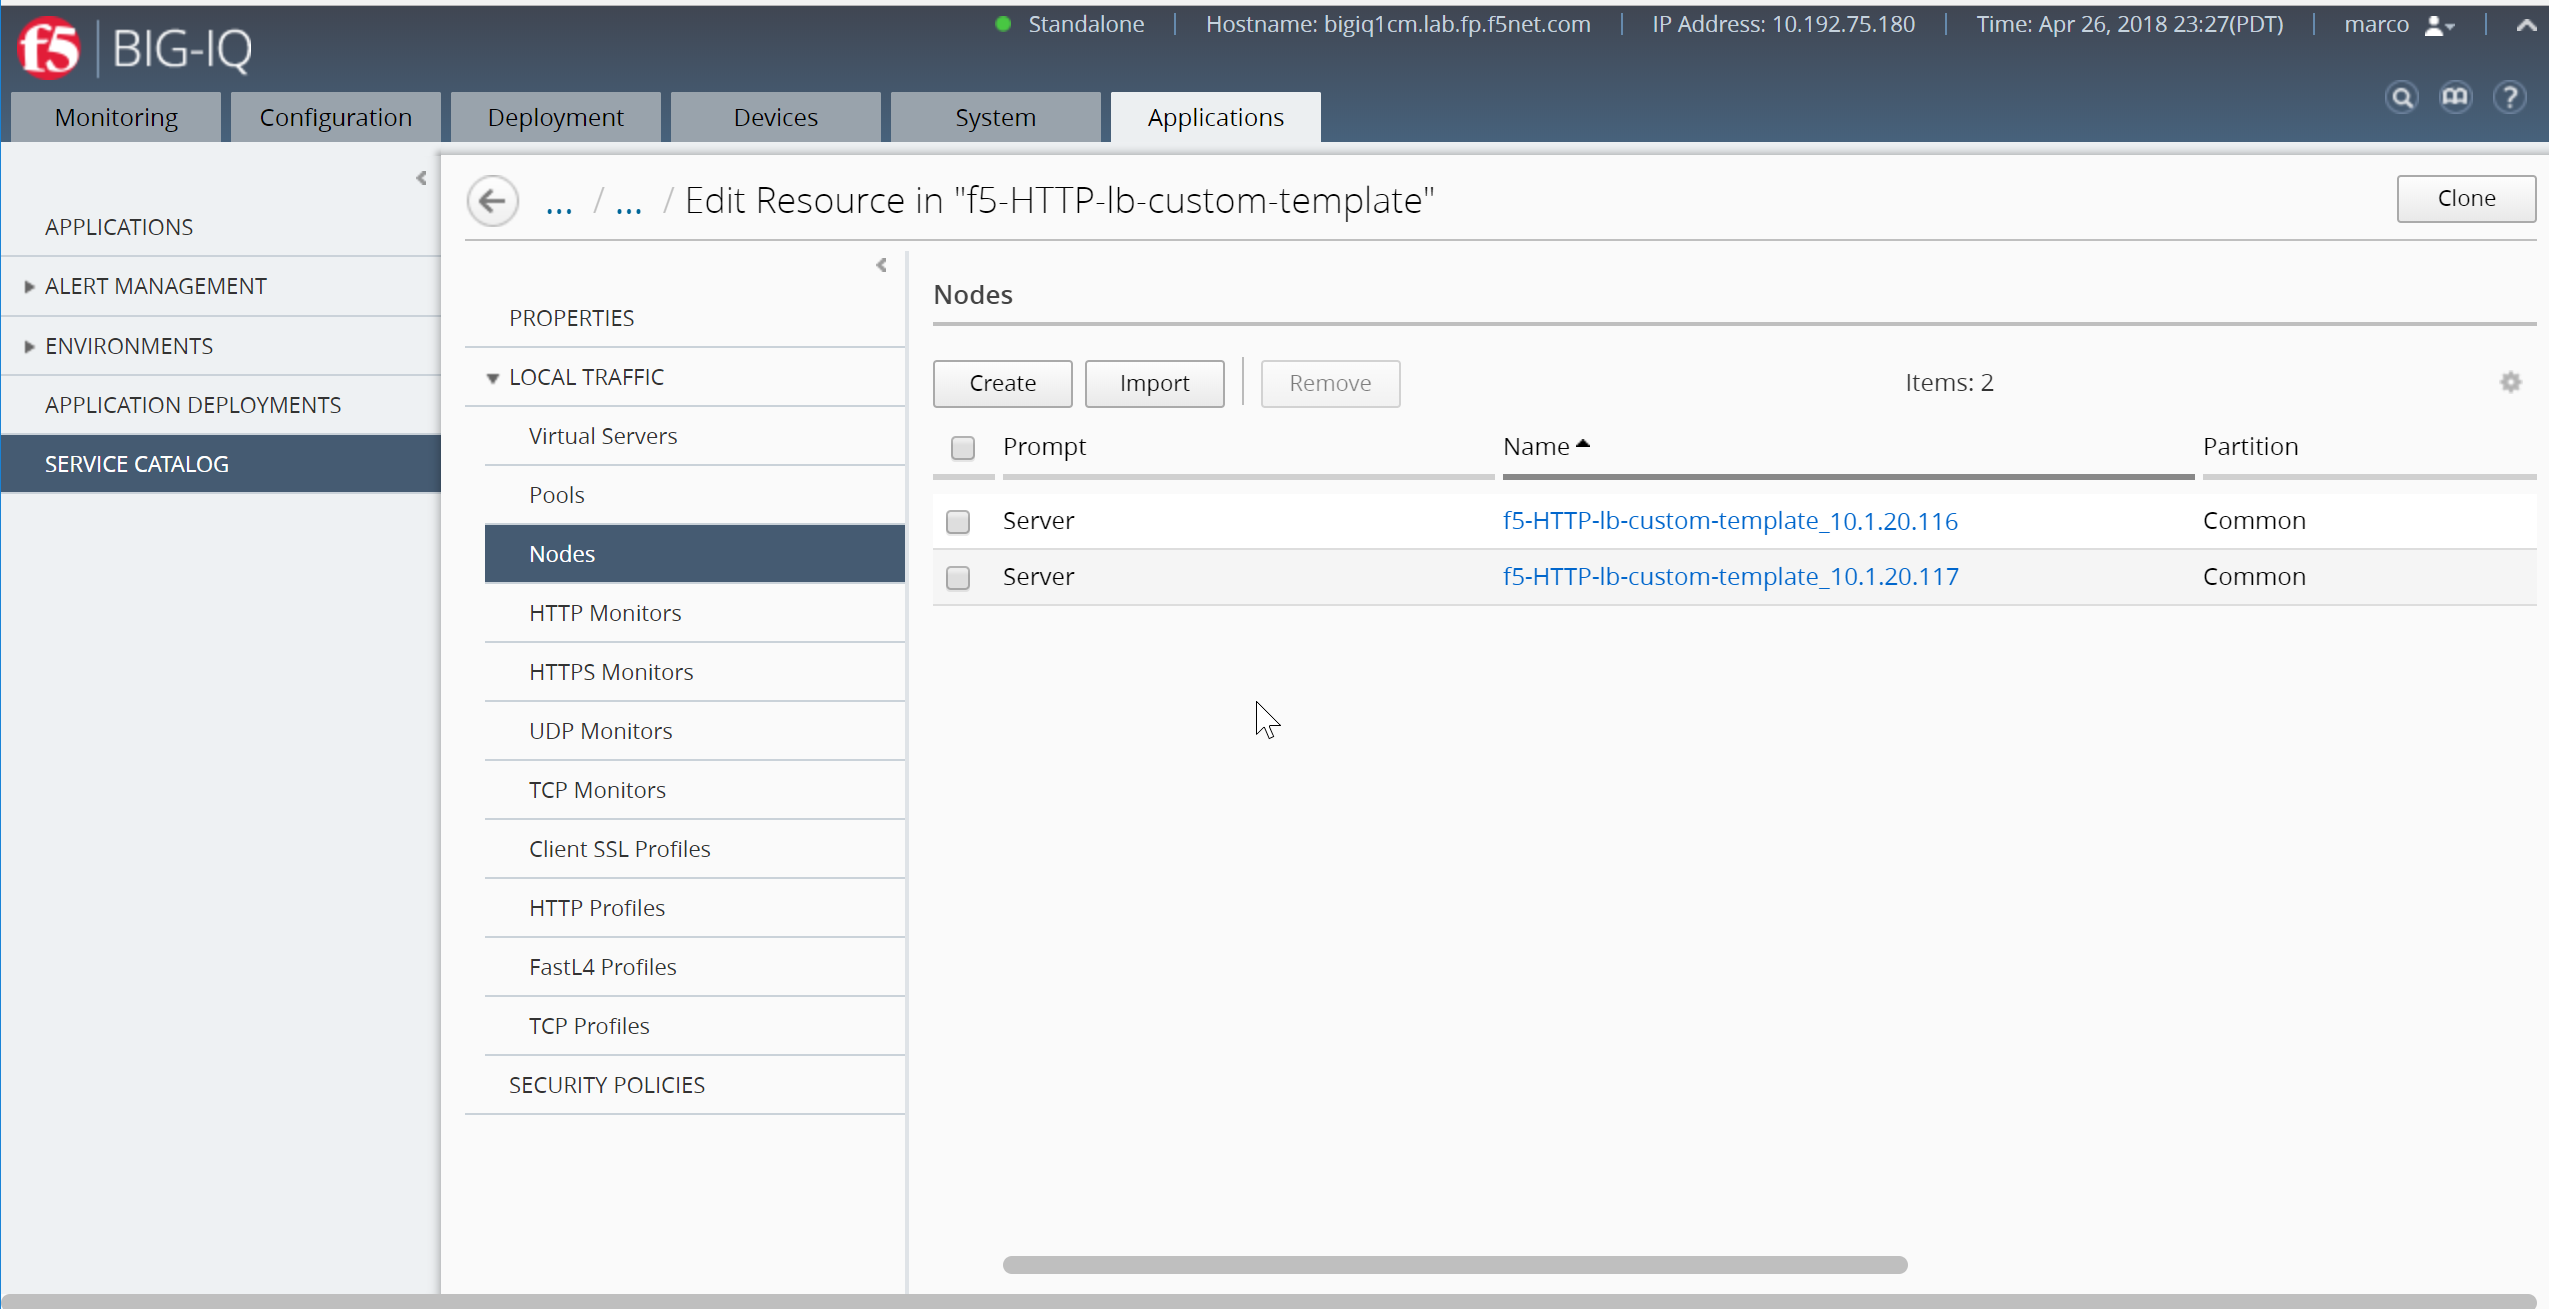 Standalone | Hostname: bigiq1cm.lab.fp.f5net.com | IP Address: 10.192.75.180 | Time: Apr 26, 2018 23:27(PDT) | marco
f5 BIG-IQ
Monitoring Configuration Deployment Devices System Applications
?
... / ... / Edit Resource in "f5-HTTP-lb-custom-template" Clone
APPLICATIONS
ALERT MANAGEMENT
ENVIRONMENTS
APPLICATION DEPLOYMENTS
SERVICE CATALOG
PROPERTIES
LOCAL TRAFFIC
Virtual Servers
Pools
Nodes
HTTP Monitors
HTTPS Monitors
UDP Monitors
TCP Monitors
Client SSL Profiles
HTTP Profiles
FastL4 Profiles
TCP Profiles
SECURITY POLICIES
Nodes
Create Import Remove Items: 2
Prompt Name Partition
Server f5-HTTP-lb-custom-template_10.1.20.116 Common
Server f5-HTTP-lb-custom-template_10.1.20.117 Common